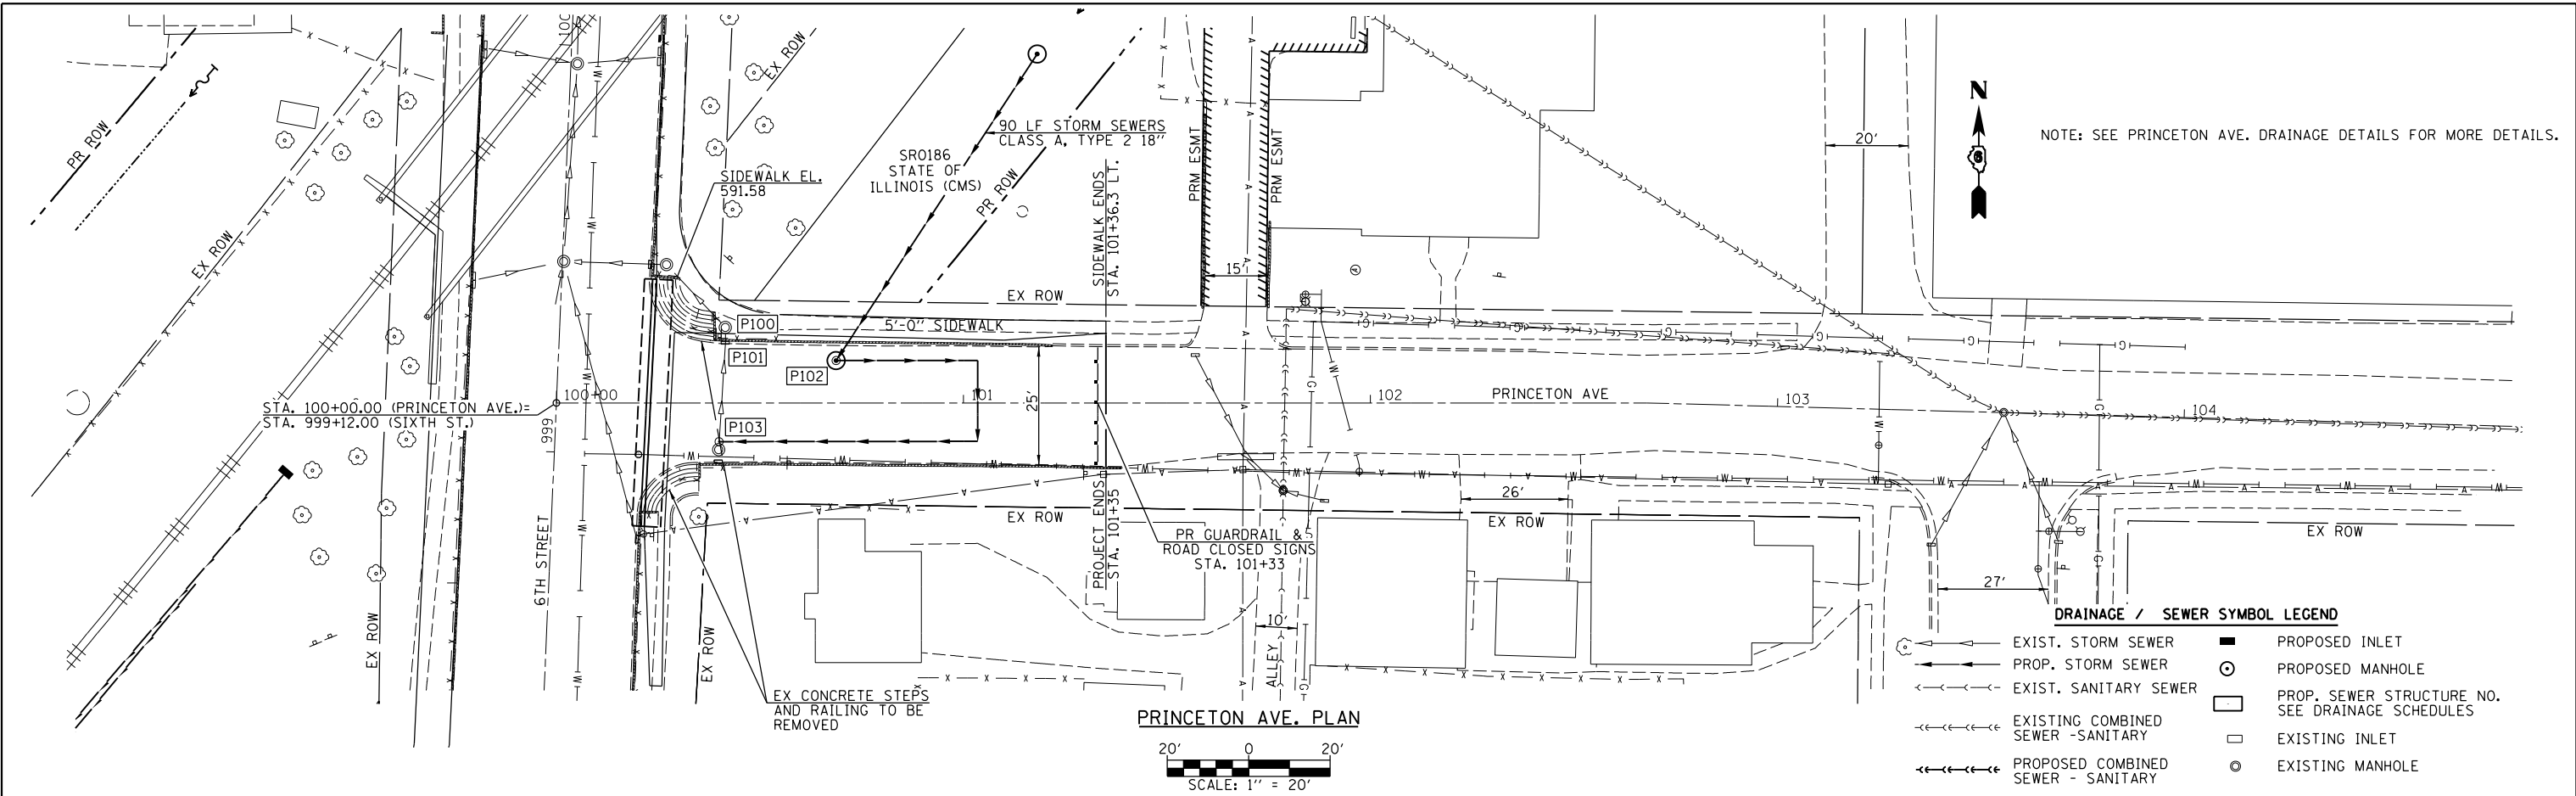 PR ROW
EX ROW
EX ROW
EX ROW
100
W
SIDEWALK EL.
591.58
SR0186
STATE OF
ILLINOIS (CMS)
90 LF STORM SEWERS
CLASS A, TYPE 2 18"
PR ROW
SIDEWALK ENDS
STA. 101+36.3 LT.
PRM ESMT
PRM ESMT
15'
20'
N
6
NOTE: SEE PRINCETON AVE. DRAINAGE DETAILS FOR MORE DETAILS.
EX ROW
5'-0" SIDEWALK
P100
P101
P102
P103
STA. 100+00.00 (PRINCETON AVE.)=
STA. 999+12.00 (SIXTH ST.)
999
100+00
101
25'
102
PRINCETON AVE
103
104
6TH STREET
EX ROW
EX ROW
PROJECT ENDS
STA. 101+35
PR GUARDRAIL &
ROAD CLOSED SIGNS
STA. 101+33
26'
EX ROW
EX ROW
27'
10'
ALLEY
EX CONCRETE STEPS
AND RAILING TO BE
REMOVED
PRINCETON AVE. PLAN
20' 0 20'
SCALE: 1" = 20'
DRAINAGE / SEWER SYMBOL LEGEND
EXIST. STORM SEWER
PROP. STORM SEWER
EXIST. SANITARY SEWER
EXISTING COMBINED
SEWER -SANITARY
PROPOSED COMBINED
SEWER - SANITARY
PROPOSED INLET
PROPOSED MANHOLE
PROP. SEWER STRUCTURE NO.
SEE DRAINAGE SCHEDULES
EXISTING INLET
EXISTING MANHOLE